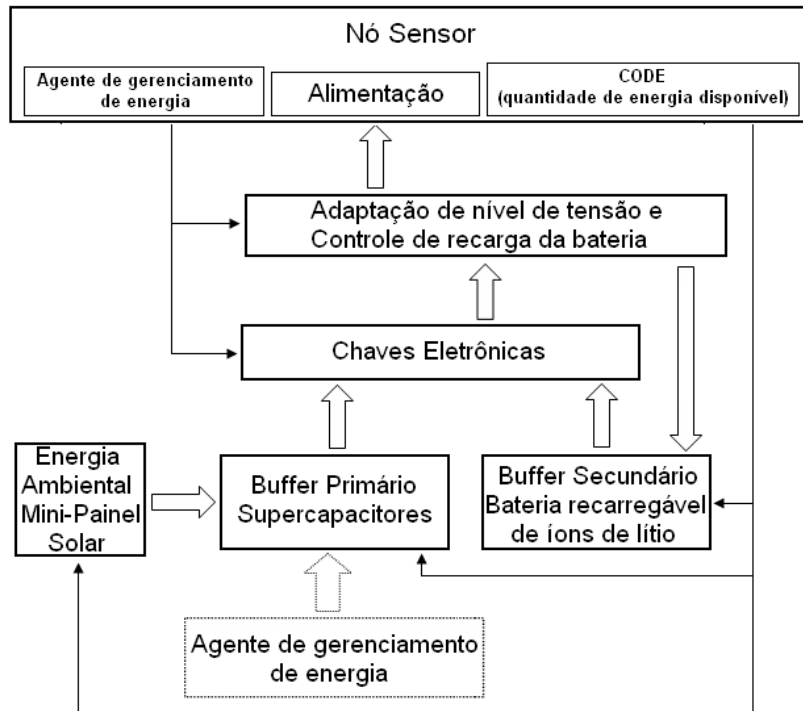 Nó Sensor
Agente de gerenciamento
de energia
Alimentação
CODE
(quantidade de energia disponível)
Adaptação de nível de tensão e
Controle de recarga da bateria
Chaves Eletrônicas
Energia
Ambiental
Mini-Painel
Solar
Buffer Primário
Supercapacitores
Buffer Secundário
Bateria recarregável
de íons de lítio
Agente de gerenciamento
de energia